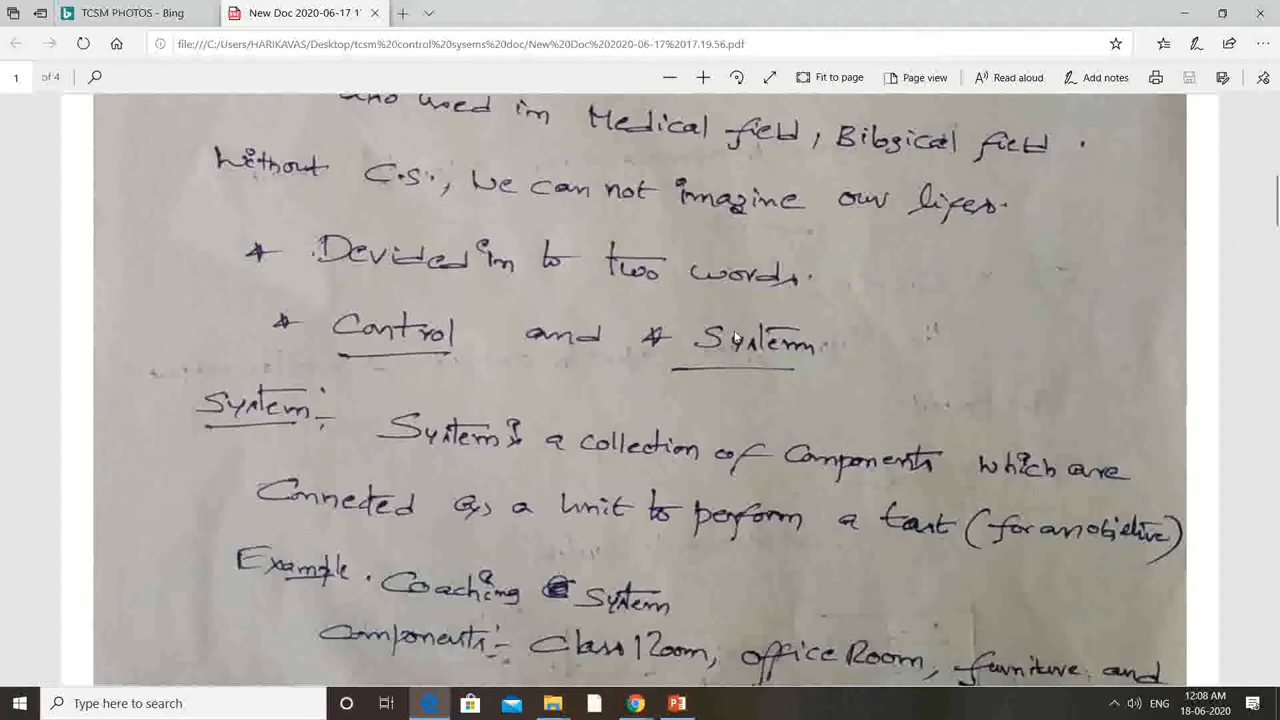 TCSM PHOTOS - Bing
New Doc 2020-06-17 1
file:///C:/Users/HARIKAVAS/Desktop/tcsm%20control%20sysems%20doc/New%20Doc%202020-06-17%2017.19.56.pdf
1 of 4 Fit to page Page view Read aloud Add notes
and used in Medical field, Bilogical field .
Without C.S., We can not imagine our lifes.
* Devided in to two words.
* Control and * System
System:-
System is a collection of Components which are
Connected as a Unit to perform a task (for an objective)
Example . Coaching System
Components:- Class Room, office Room, furniture and
Type here to search
ENG
12:08 AM
18-06-2020